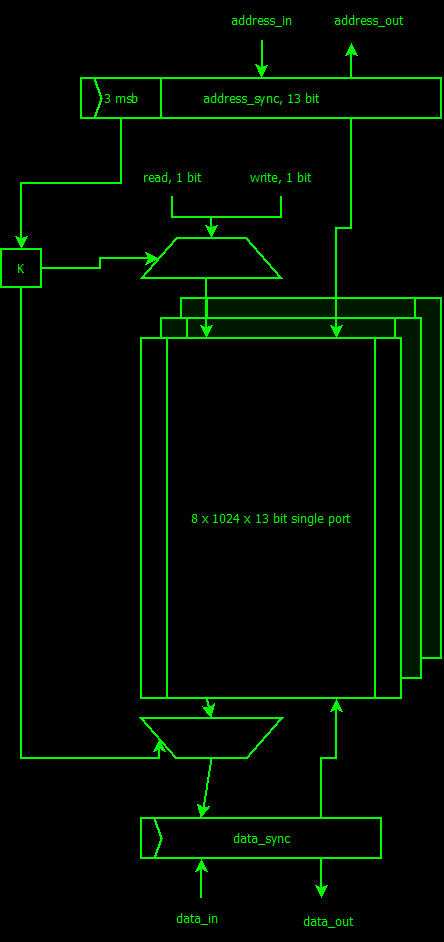 address_in
address_out
3 msb
address_sync, 13 bit
read, 1 bit
write, 1 bit
K
8 x 1024 x 13 bit single port
data_sync
data_in
data_out